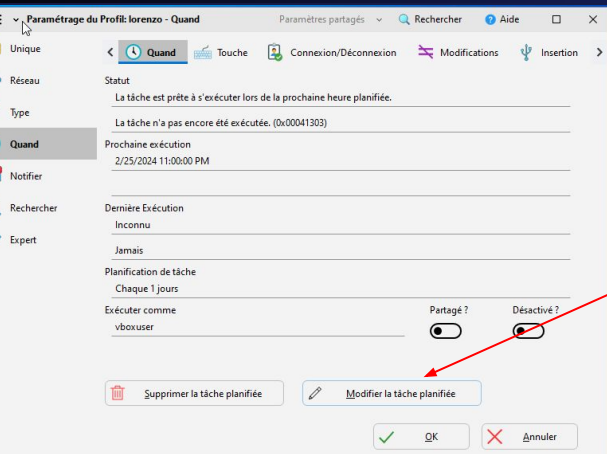 Paramétrage du Profil: lorenzo - Quand
Paramètres partagés
Rechercher
Aide
Unique
Réseau
Type
Quand
Notifier
Rechercher
Expert
Quand
Touche
Connexion/Déconnexion
Modifications
Insertion
Statut
La tâche est prête à s'exécuter lors de la prochaine heure planifiée.
La tâche n'a pas encore été exécutée. (0x00041303)
Prochaine exécution
2/25/2024 11:00:00 PM
Dernière Exécution
Inconnu
Jamais
Planification de tâche
Chaque 1 jours
Exécuter comme
Partagé ?
Désactivé ?
vboxuser
Supprimer la tâche planifiée
Modifier la tâche planifiée
OK
Annuler